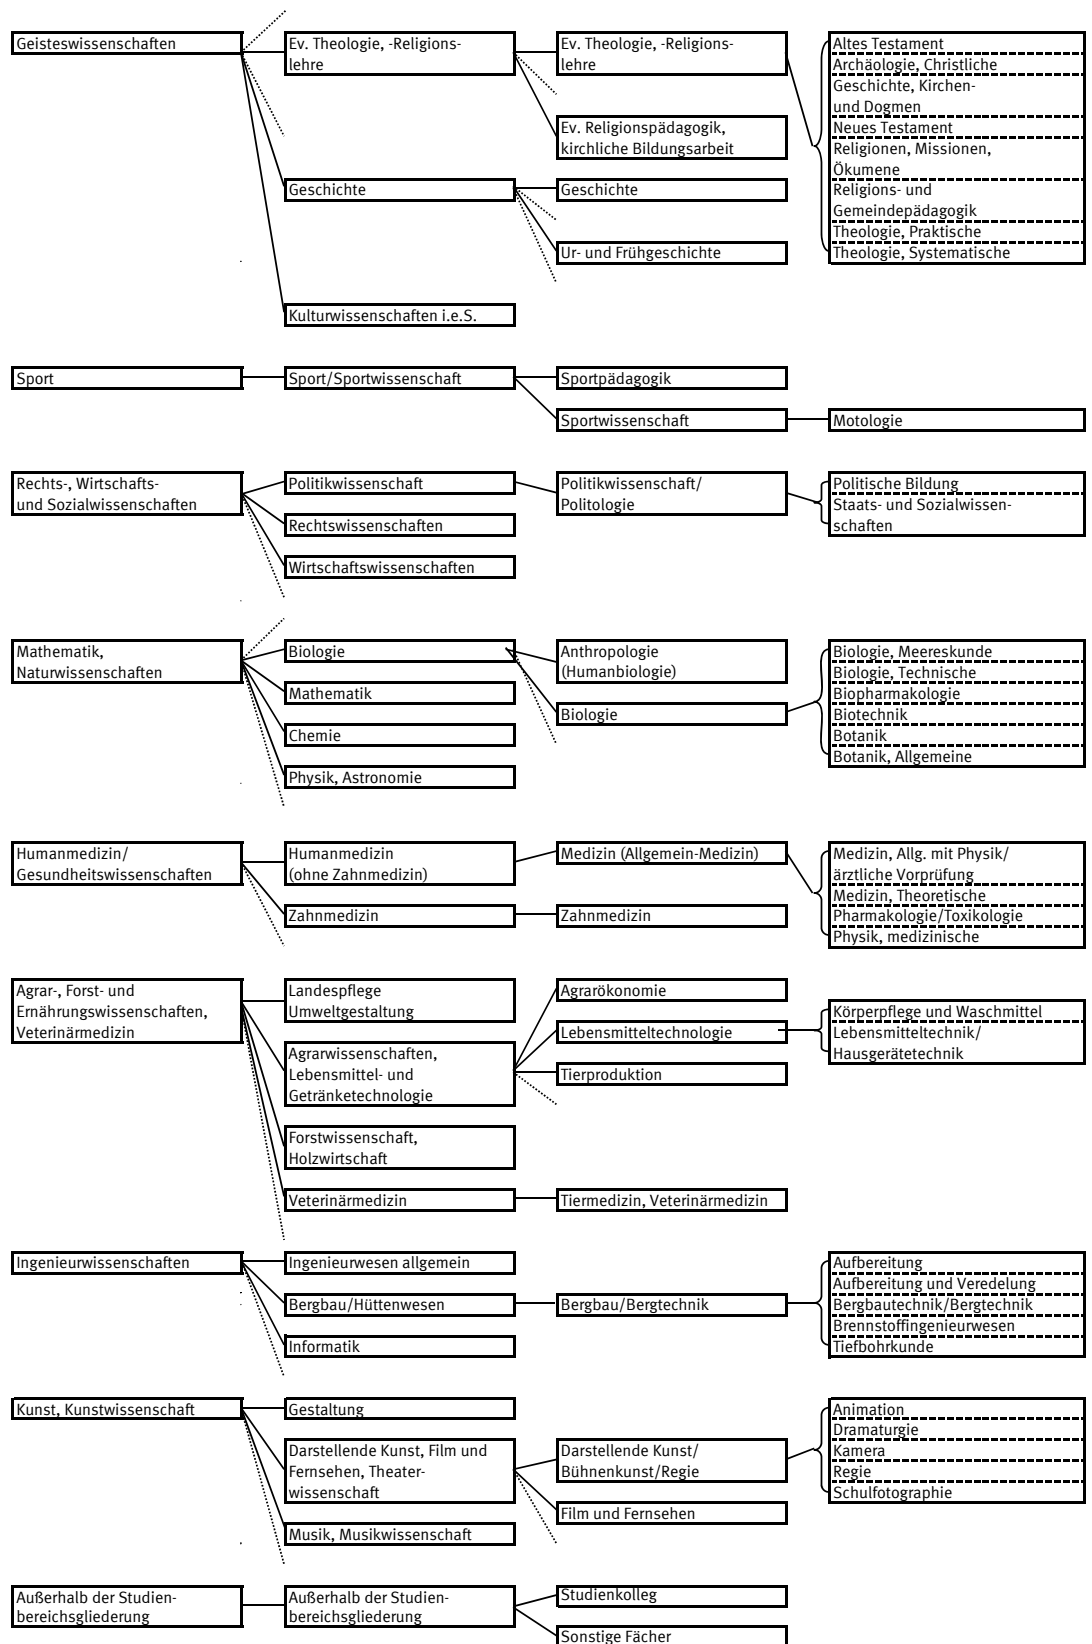 Geisteswissenschaften
Ev. Theologie, -Religions-
lehre
Ev. Theologie, -Religions-
lehre
Altes Testament
Archäologie, Christliche
Geschichte, Kirchen-
und Dogmen
Neues Testament
Religionen, Missionen,
Ökumene
Religions- und
Gemeindepädagogik
Theologie, Praktische
Theologie, Systematische
Ev. Religionspädagogik,
kirchliche Bildungsarbeit
Geschichte
Geschichte
Ur- und Frühgeschichte
Kulturwissenschaften i.e.S.
Sport
Sport/Sportwissenschaft
Sportpädagogik
Sportwissenschaft
Motologie
Rechts-, Wirtschafts-
und Sozialwissenschaften
Politikwissenschaft
Politikwissenschaft/
Politologie
Politische Bildung
Staats- und Sozialwissen-
schaften
Rechtswissenschaften
Wirtschaftswissenschaften
Mathematik,
Naturwissenschaften
Biologie
Anthropologie
(Humanbiologie)
Biologie
Biologie, Meereskunde
Biologie, Technische
Biopharmakologie
Biotechnik
Botanik
Botanik, Allgemeine
Mathematik
Chemie
Physik, Astronomie
Humanmedizin/
Gesundheitswissenschaften
Humanmedizin
(ohne Zahnmedizin)
Medizin (Allgemein-Medizin)
Medizin, Allg. mit Physik/
ärztliche Vorprüfung
Medizin, Theoretische
Pharmakologie/Toxikologie
Physik, medizinische
Zahnmedizin
Zahnmedizin
Agrar-, Forst- und
Ernährungswissenschaften,
Veterinärmedizin
Landespflege
Umweltgestaltung
Agrarwissenschaften,
Lebensmittel- und
Getränketechnologie
Agrarökonomie
Lebensmitteltechnologie
Körperpflege und Waschmittel
Lebensmitteltechnik/
Hausgerätetechnik
Tierproduktion
Forstwissenschaft,
Holzwirtschaft
Veterinärmedizin
Tiermedizin, Veterinärmedizin
Ingenieurwissenschaften
Ingenieurwesen allgemein
Bergbau/Hüttenwesen
Bergbau/Bergtechnik
Aufbereitung
Aufbereitung und Veredelung
Bergbautechnik/Bergtechnik
Brennstoffingenieurwesen
Tiefbohrkunde
Informatik
Kunst, Kunstwissenschaft
Gestaltung
Darstellende Kunst, Film und
Fernsehen, Theater-
wissenschaft
Darstellende Kunst/
Bühnenkunst/Regie
Animation
Dramaturgie
Kamera
Regie
Schulfotographie
Film und Fernsehen
Musik, Musikwissenschaft
Außerhalb der Studien-
bereichsgliederung
Außerhalb der Studien-
bereichsgliederung
Studienkolleg
Sonstige Fächer